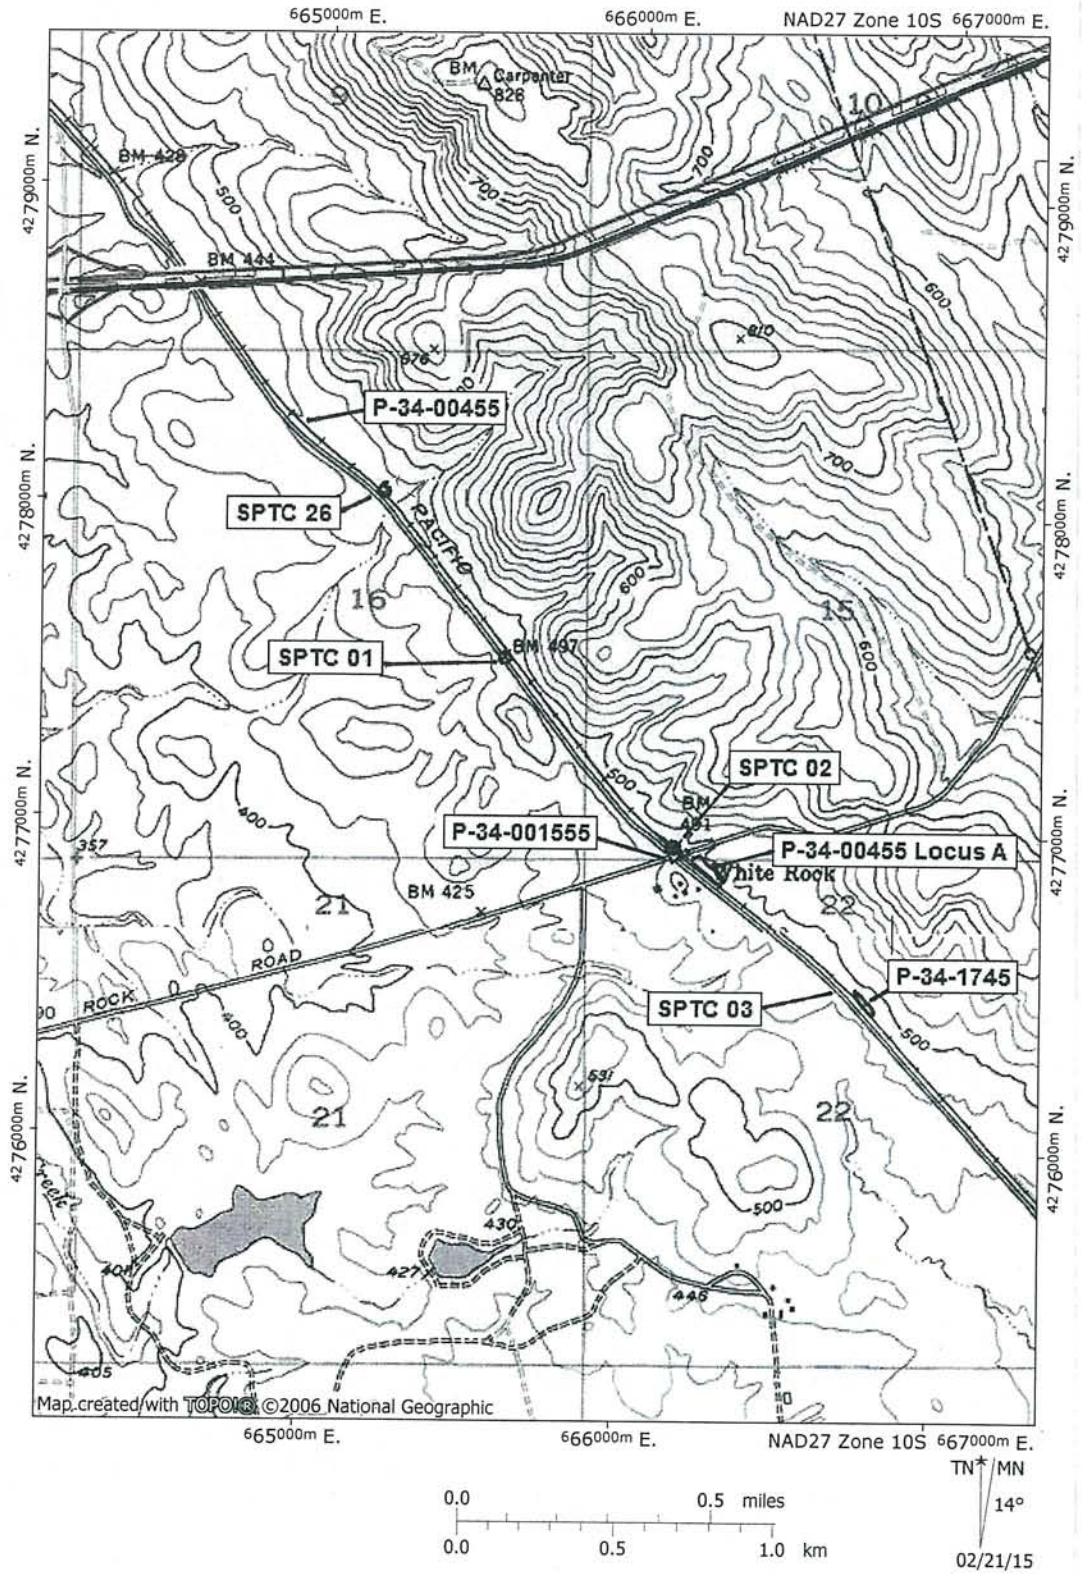 665000m E.
666000m E.
NAD27 Zone 10S 667000m E.
BM
Carpenter
828
9
10
BM 428
700
700
4279000m N.
4279000m N.
500
BM 444
600
810
676
P-34-00455
700
4278000m N.
4278000m N.
SPTC 26
PACIFIC
600
16
15
SPTC 01
BM 497
600
SPTC 02
500
BM
491
4277000m N.
4277000m N.
400
P-34-001555
357
P-34-00455 Locus A
White Rock
BM 425
21
22
ROAD
P-34-1745
ROCK
SPTC 03
90
400
500
531
21
22
4276000m N.
4276000m N.
reek
500
430
427
446
405
Map created with TOPO!® ©2006 National Geographic
665000m E.
666000m E.
NAD27 Zone 10S 667000m E.
TN MN
14°
0.0 0.5 miles
0.0 0.5 1.0 km
02/21/15